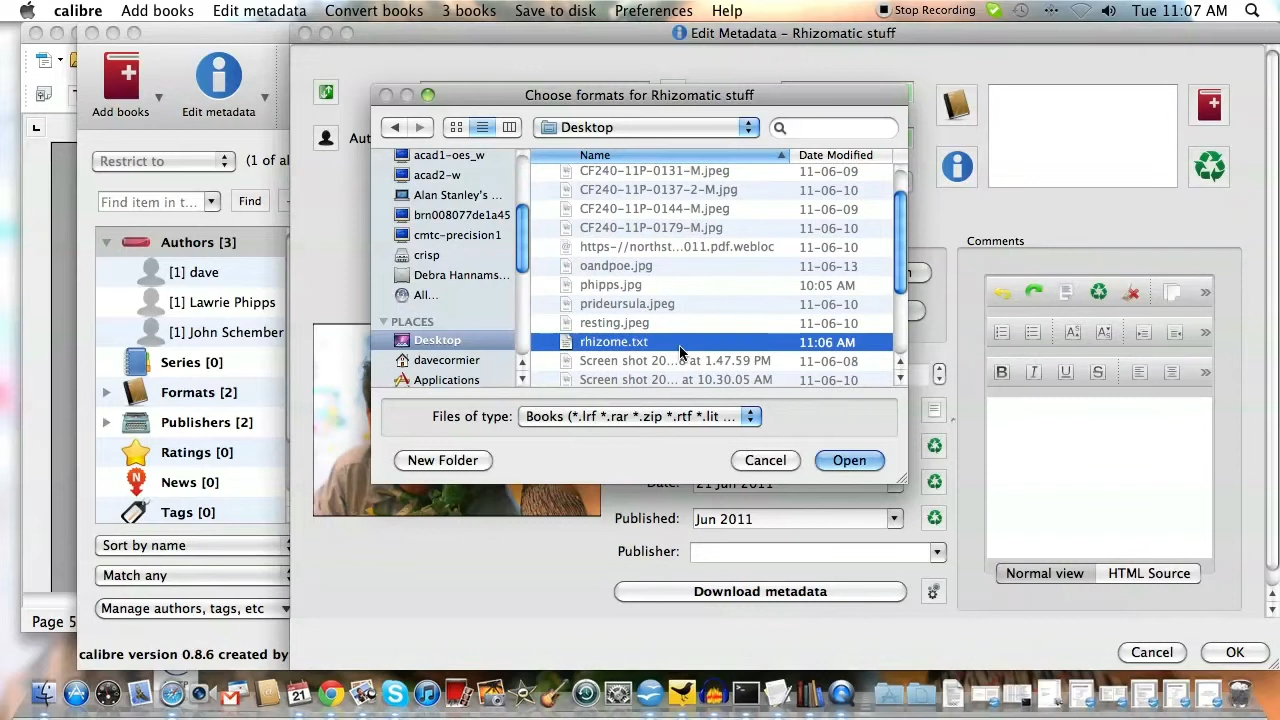 calibre Add books Edit metadata Convert books 3 books Save to disk Preferences Help Stop Recording Tue 11:07 AM
Edit Metadata – Rhizomatic stuff
Add books
Edit metadata
Restrict to
(1 of al
Find item in t...
Find
Authors [3]
[1] dave
[1] Lawrie Phipps
[1] John Schember
Series [0]
Formats [2]
Publishers [2]
Ratings [0]
News [0]
Tags [0]
Sort by name
Match any
Manage authors, tags, etc
calibre version 0.8.6 created by
Page 5
Aut
Choose formats for Rhizomatic stuff
Desktop
acad1-oes_w
acad2-w
Alan Stanley's ...
brn008077de1a45
cmtc-precision1
crisp
Debra Hannams...
All...
PLACES
Desktop
davecormier
Applications
Name Date Modified
CF240-11P-0131-M.jpeg 11-06-09
CF240-11P-0137-2-M.jpg 11-06-10
CF240-11P-0144-M.jpeg 11-06-09
CF240-11P-0179-M.jpg 11-06-10
https-//northst...011.pdf.webloc 11-06-10
oandpoe.jpg 11-06-13
phipps.jpg 10:05 AM
prideursula.jpeg 11-06-10
resting.jpeg 11-06-10
rhizome.txt 11:06 AM
Screen shot 20... at 1.47.59 PM 11-06-08
Screen shot 20... at 10.30.05 AM 11-06-10
Files of type: Books (*.lrf *.rar *.zip *.rtf *.lit ...
New Folder
Cancel
Open
21 Jun 2011
Published: Jun 2011
Publisher:
Download metadata
Comments
B I U S
Normal view HTML Source
Cancel OK